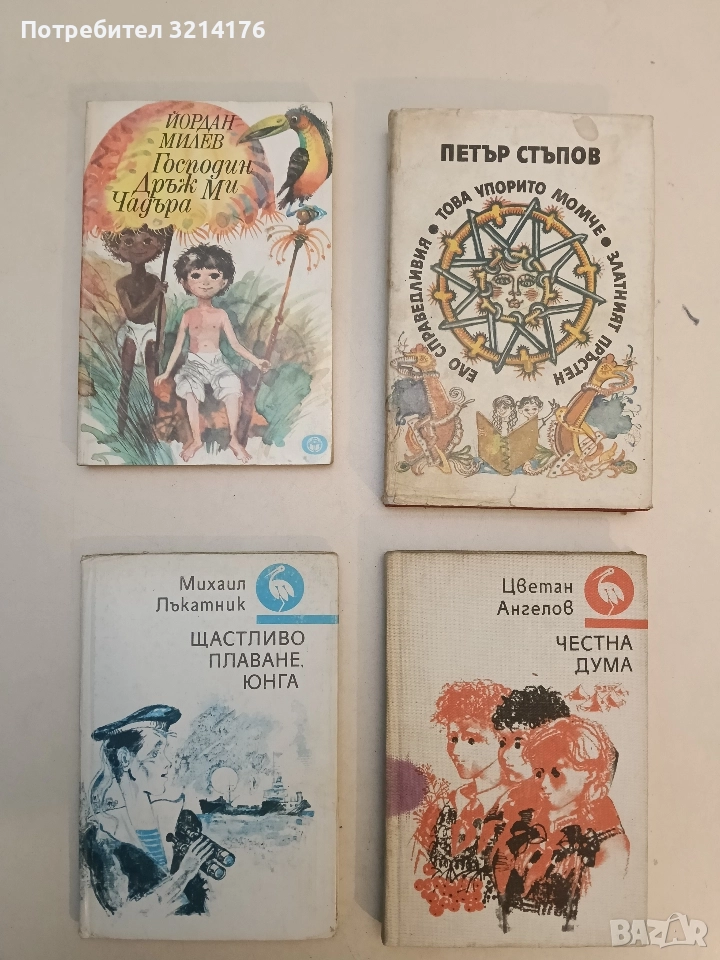 Потребител 3214176
ЙОРДАН
МИЛЕВ
Господин
Дръж Ми
Чадъра
ПЕТЪР СТЪПОВ
ЕЛО СПРАВЕДЛИВИЯ • ТОВА УПОРИТО МОМЧЕ • ЗЛАТНИЯТ ПРЪСТЕН
Михаил
Лъкатник
ЩАСТЛИВО
ПЛАВАНЕ,
ЮНГА
Цветан
Ангелов
ЧЕСТНА
ДУМА
BAZAR